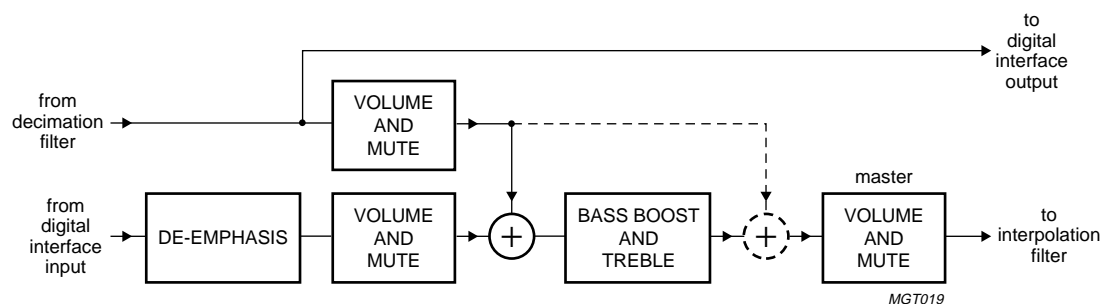 to
digital
interface
output
from
decimation
filter
VOLUME
AND
MUTE
master
from
digital
interface
input
DE-EMPHASIS
VOLUME
AND
MUTE
+
BASS BOOST
AND
TREBLE
+
VOLUME
AND
MUTE
to
interpolation
filter
MGT019